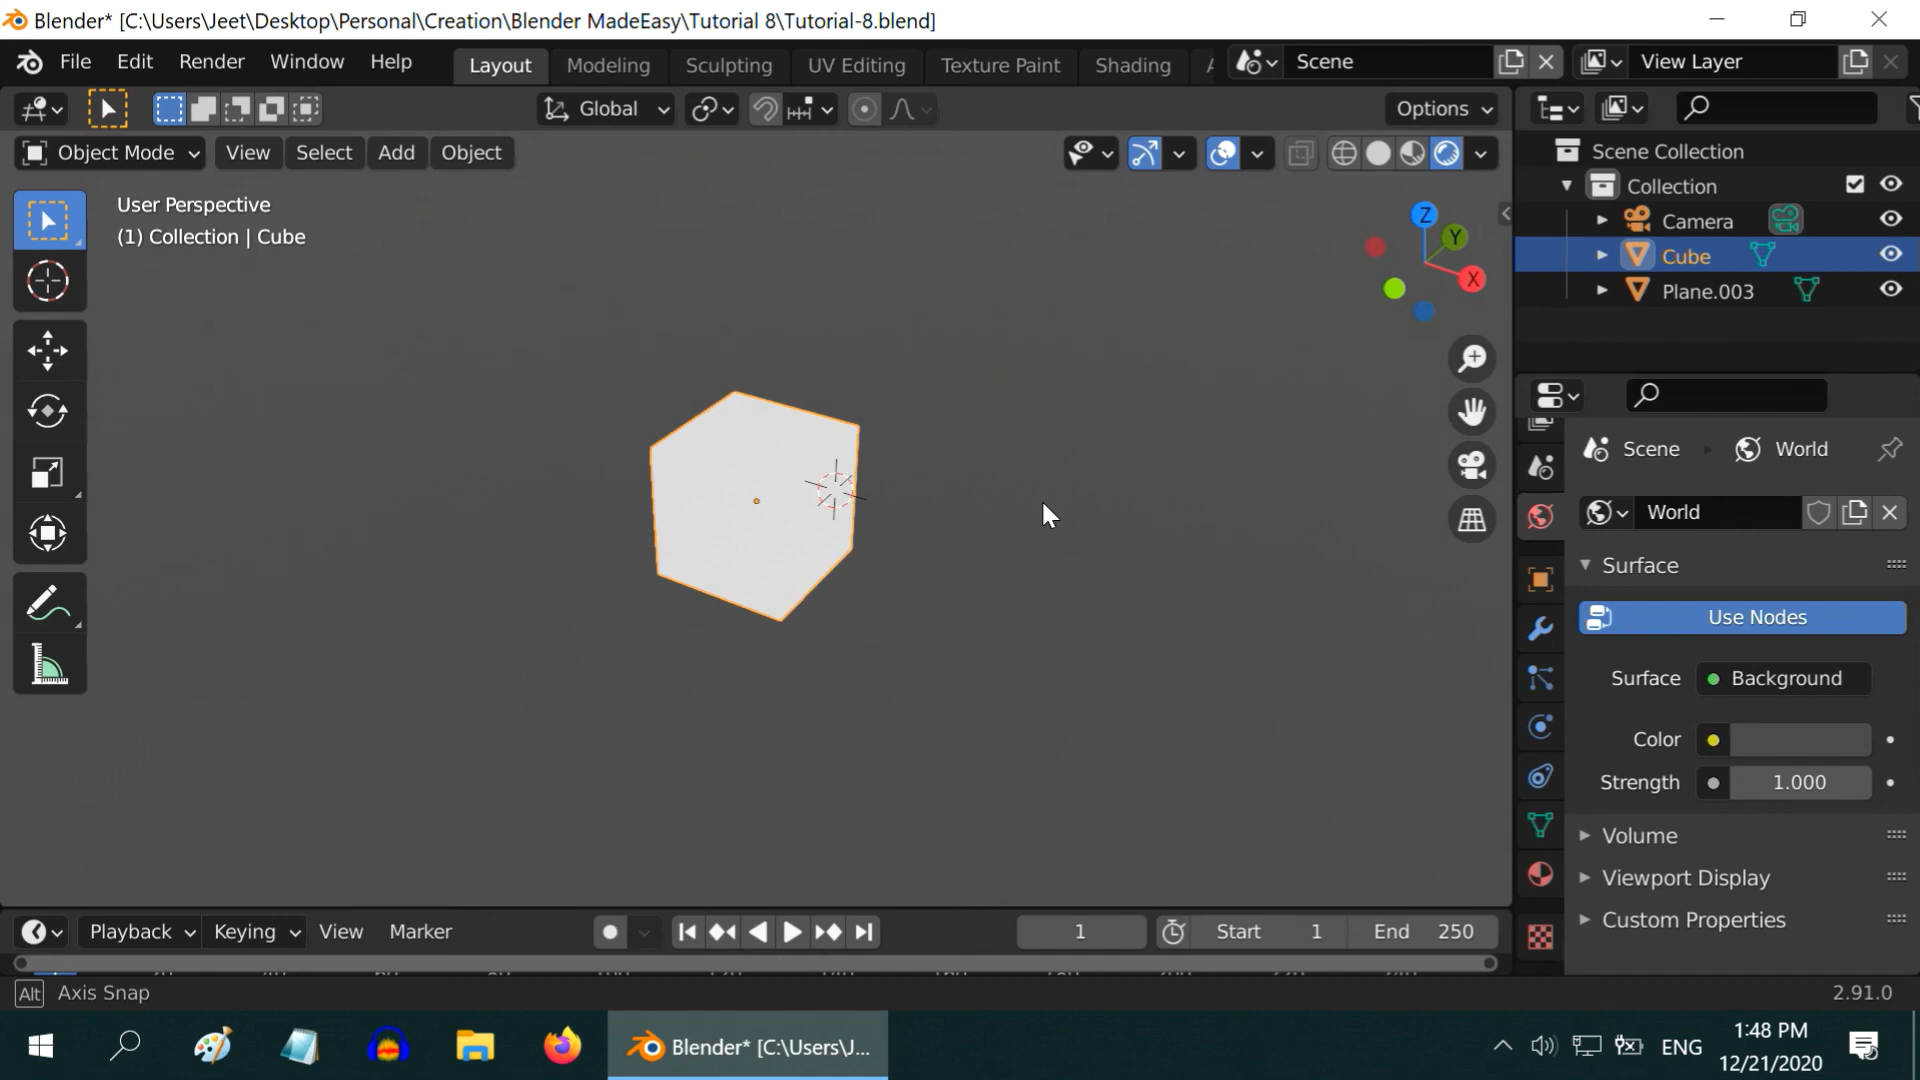 Blender* [C:\Users\Jeet\Desktop\Personal\Creation\Blender MadeEasy\Tutorial 8\Tutorial-8.blend]
File Edit Render Window Help Layout Modeling Sculpting UV Editing Texture Paint Shading Scene View Layer
Global Options
Object Mode View Select Add Object
User Perspective
(1) Collection | Cube
Z
Y
X
Scene Collection
Collection
Camera
Cube
Plane.003
Scene World
World
Surface
Use Nodes
Surface Background
Color
Strength 1.000
Volume
Viewport Display
Custom Properties
Playback Keying View Marker 1 Start 1 End 250
Alt Axis Snap 2.91.0
Blender* [C:\Users\J... ENG 1:48 PM
12/21/2020